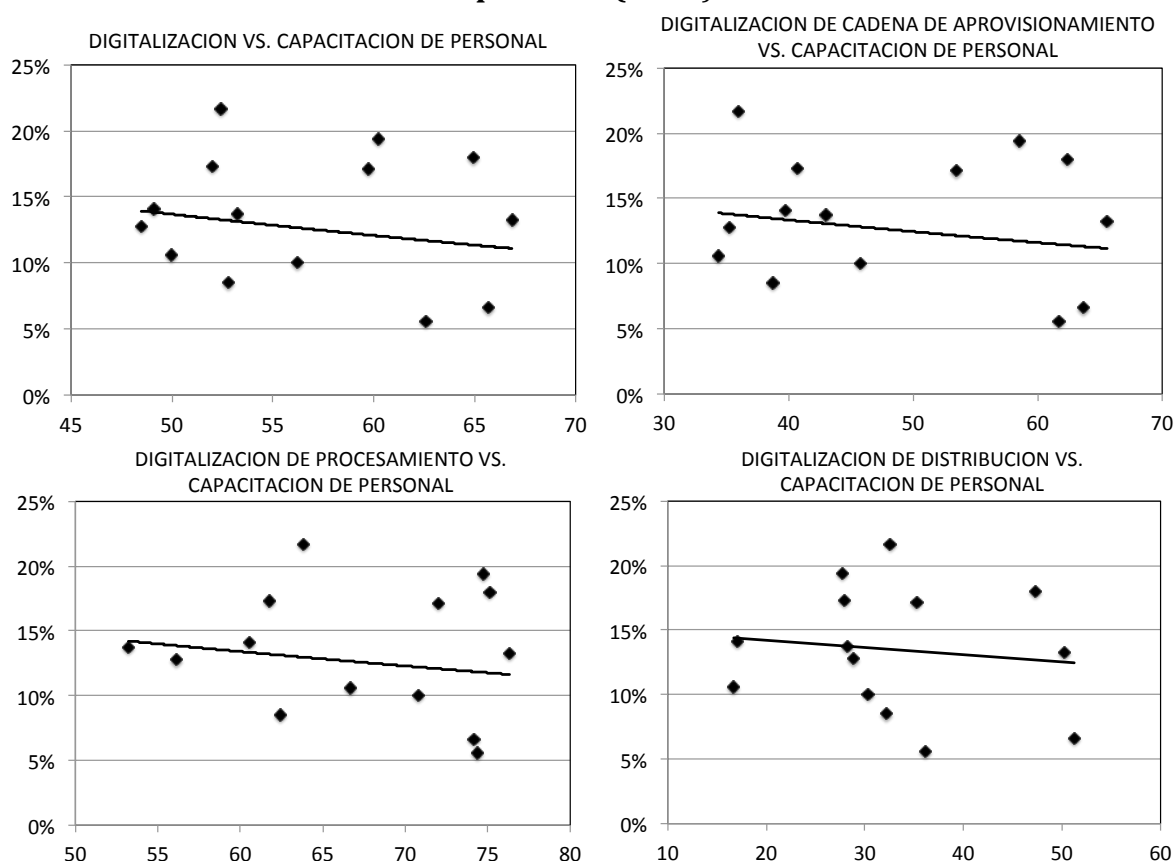 DIGITALIZACION VS. CAPACITACION DE PERSONAL
25%
20%
15%
10%
5%
0%
45 50 55 60 65 70
DIGITALIZACION DE CADENA DE APROVISIONAMIENTO
VS. CAPACITACION DE PERSONAL
25%
20%
15%
10%
5%
0%
30 40 50 60 70
DIGITALIZACION DE PROCESAMIENTO VS.
CAPACITACION DE PERSONAL
25%
20%
15%
10%
5%
0%
50 55 60 65 70 75 80
DIGITALIZACION DE DISTRIBUCION VS.
CAPACITACION DE PERSONAL
25%
20%
15%
10%
5%
0%
10 20 30 40 50 60